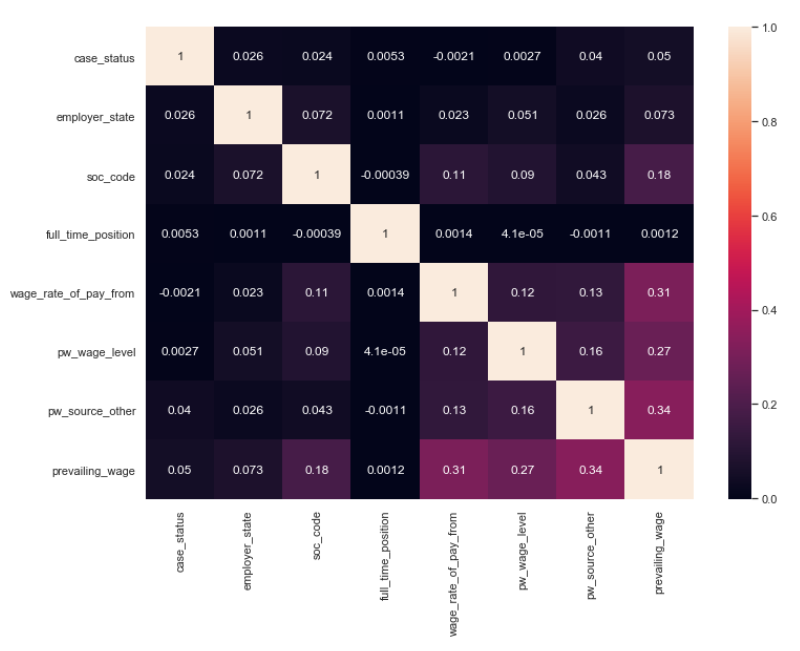 case_status 1 0.026 0.024 0.0053 -0.0021 0.0027 0.04 0.05
employer_state 0.026 1 0.072 0.0011 0.023 0.051 0.026 0.073
soc_code 0.024 0.072 1 -0.00039 0.11 0.09 0.043 0.18
full_time_position 0.0053 0.0011 -0.00039 1 0.0014 4.1e-05 -0.0011 0.0012
wage_rate_of_pay_from -0.0021 0.023 0.11 0.0014 1 0.12 0.13 0.31
pw_wage_level 0.0027 0.051 0.09 4.1e-05 0.12 1 0.16 0.27
pw_source_other 0.04 0.026 0.043 -0.0011 0.13 0.16 1 0.34
prevailing_wage 0.05 0.073 0.18 0.0012 0.31 0.27 0.34 1
case_status
employer_state
soc_code
full_time_position
wage_rate_of_pay_from
pw_wage_level
pw_source_other
prevailing_wage
1.0
0.8
0.6
0.4
0.2
0.0